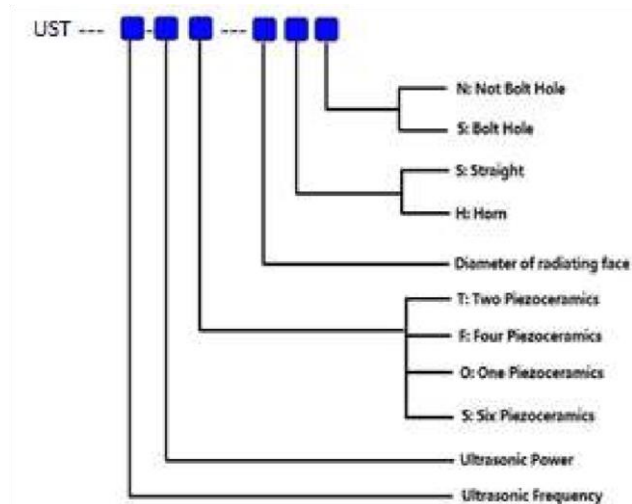 UST --- - ---
N: Not Bolt Hole
S: Bolt Hole
S: Straight
H: Horn
Diameter of radiating face
T: Two Piezoceramics
F: Four Piezoceramics
O: One Piezoceramics
S: Six Piezoceramics
Ultrasonic Power
Ultrasonic Frequency